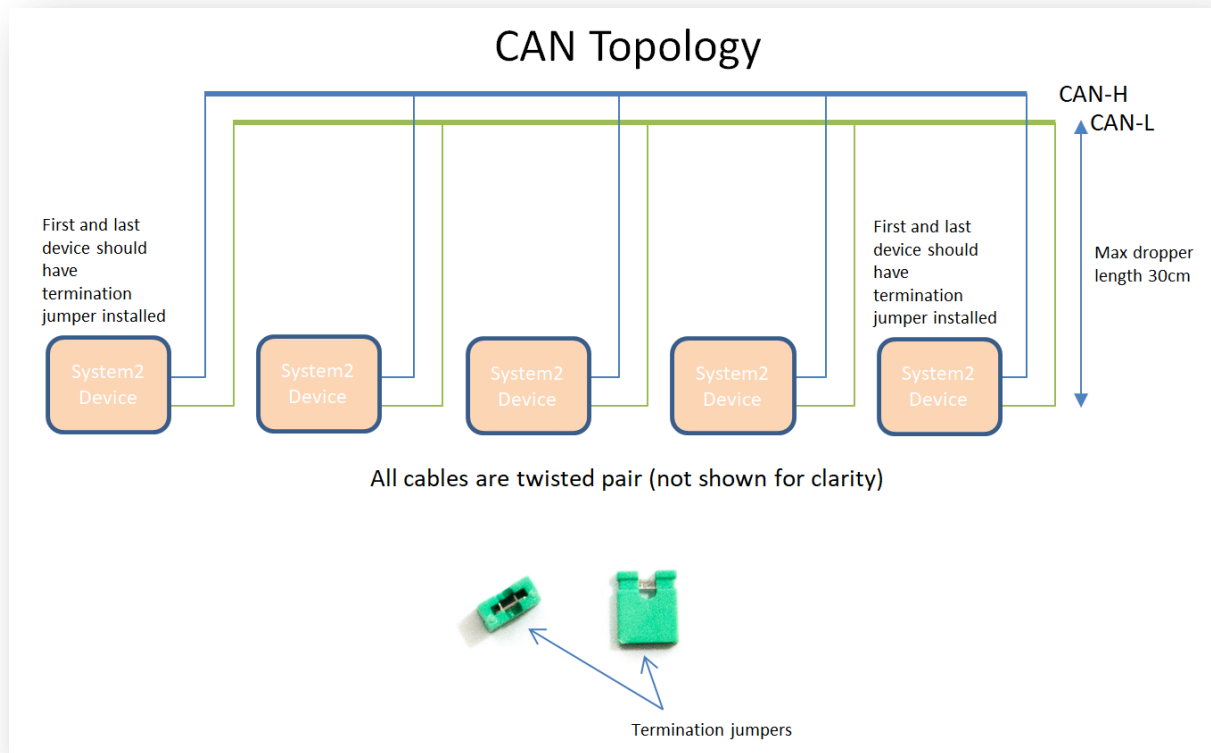 CAN Topology
CAN-H
CAN-L
First and last
device should
have
termination
jumper installed
First and last
device should
have
termination
jumper installed
Max dropper
length 30cm
System2
Device
System2
Device
System2
Device
System2
Device
System2
Device
All cables are twisted pair (not shown for clarity)
Termination jumpers